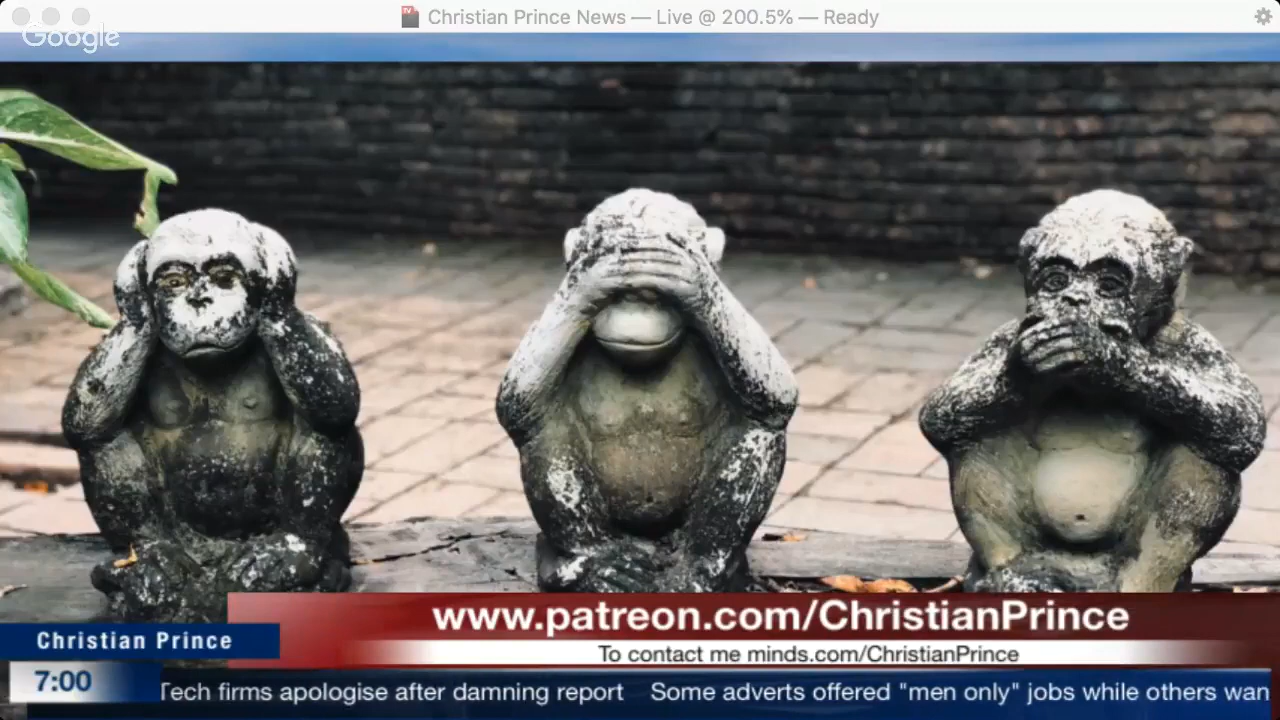 Christian Prince News — Live @ 200.5% — Ready
Google
www.patreon.com/ChristianPrince
Christian Prince
To contact me minds.com/ChristianPrince
7:00
Tech firms apologise after damning report Some adverts offered "men only" jobs while others wan